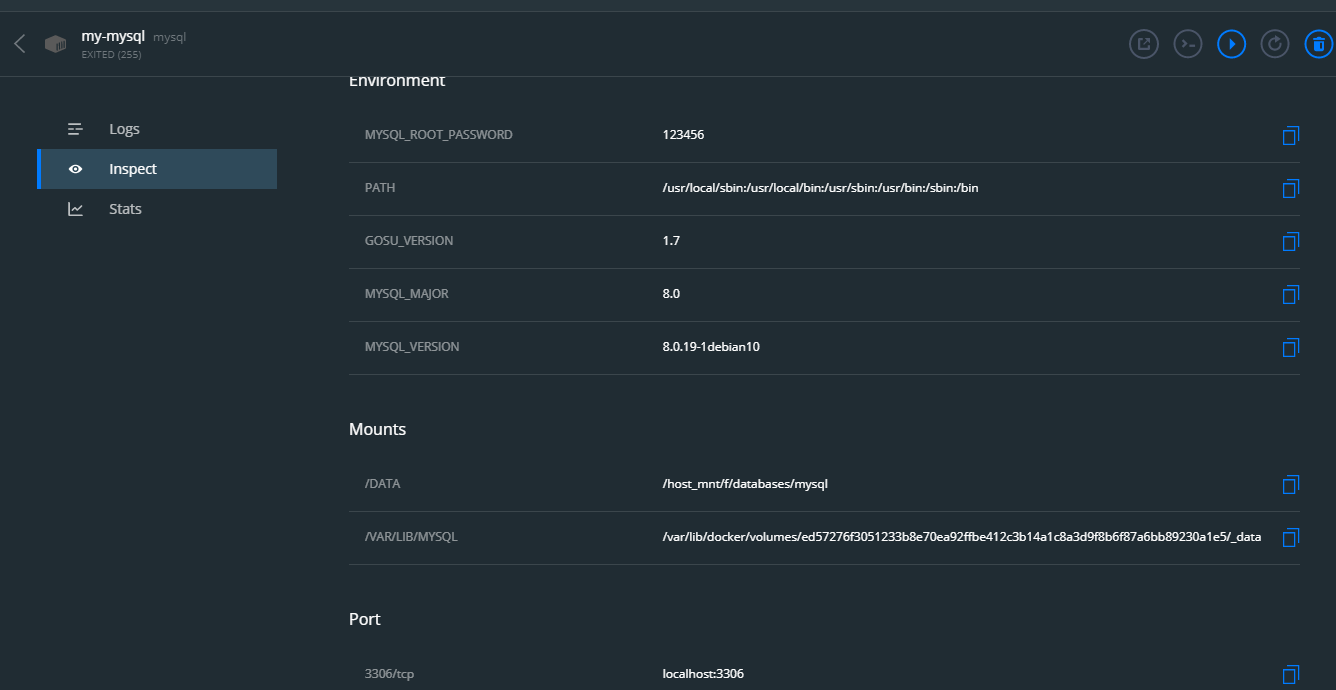 my-mysql mysql
EXITED (255)
Logs
Inspect
Stats
Environment
MYSQL_ROOT_PASSWORD 123456
PATH /usr/local/sbin:/usr/local/bin:/usr/sbin:/usr/bin:/sbin:/bin
GOSU_VERSION 1.7
MYSQL_MAJOR 8.0
MYSQL_VERSION 8.0.19-1debian10
Mounts
/DATA /host_mnt/f/databases/mysql
/VAR/LIB/MYSQL /var/lib/docker/volumes/ed57276f3051233b8e70ea92ffbe412c3b14a1c8a3d9f8b6f87a6bb89230a1e5/_data
Port
3306/tcp localhost:3306